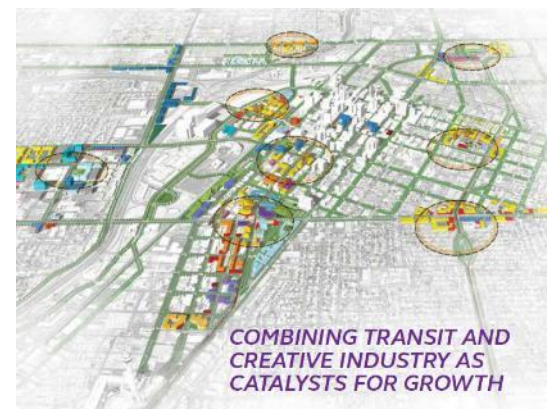 COMBINING TRANSIT AND
CREATIVE INDUSTRY AS
CATALYSTS FOR GROWTH